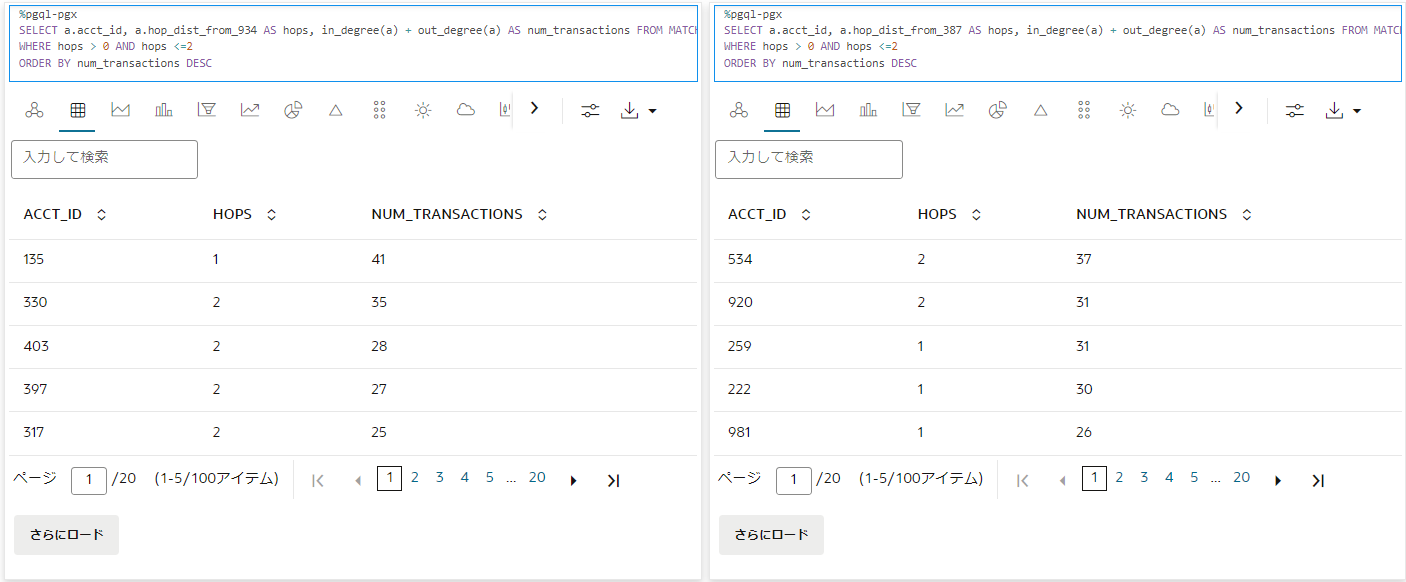 %pgql-pgx
SELECT a.acct_id, a.hop_dist_from_934 AS hops, in_degree(a) + out_degree(a) AS num_transactions FROM MATCH
WHERE hops > 0 AND hops <=2
ORDER BY num_transactions DESC
入力して検索
ACCT_ID HOPS NUM_TRANSACTIONS
135 1 41
330 2 35
403 2 28
397 2 27
317 2 25
ページ 1 /20 (1-5/100アイテム) 1 2 3 4 5 ... 20
さらにロード
%pgql-pgx
SELECT a.acct_id, a.hop_dist_from_387 AS hops, in_degree(a) + out_degree(a) AS num_transactions FROM MATCH
WHERE hops > 0 AND hops <=2
ORDER BY num_transactions DESC
入力して検索
ACCT_ID HOPS NUM_TRANSACTIONS
534 2 37
920 2 31
259 1 31
222 1 30
981 1 26
ページ 1 /20 (1-5/100アイテム) 1 2 3 4 5 ... 20
さらにロード